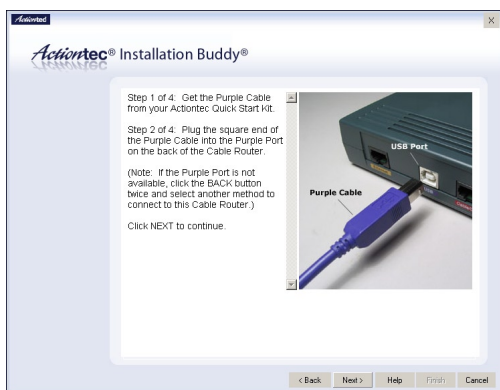 Actiontec
X
Actiontec® Installation Buddy®
Step 1 of 4: Get the Purple Cable
from your Actiontec Quick Start Kit.
Step 2 of 4: Plug the square end of
the Purple Cable into the Purple Port
on the back of the Cable Router.
(Note: If the Purple Port is not
available, click the BACK button
twice and select another method to
connect to this Cable Router.)
Click NEXT to continue.
USB Port
Purple Cable
< Back Next > Help Finish Cancel